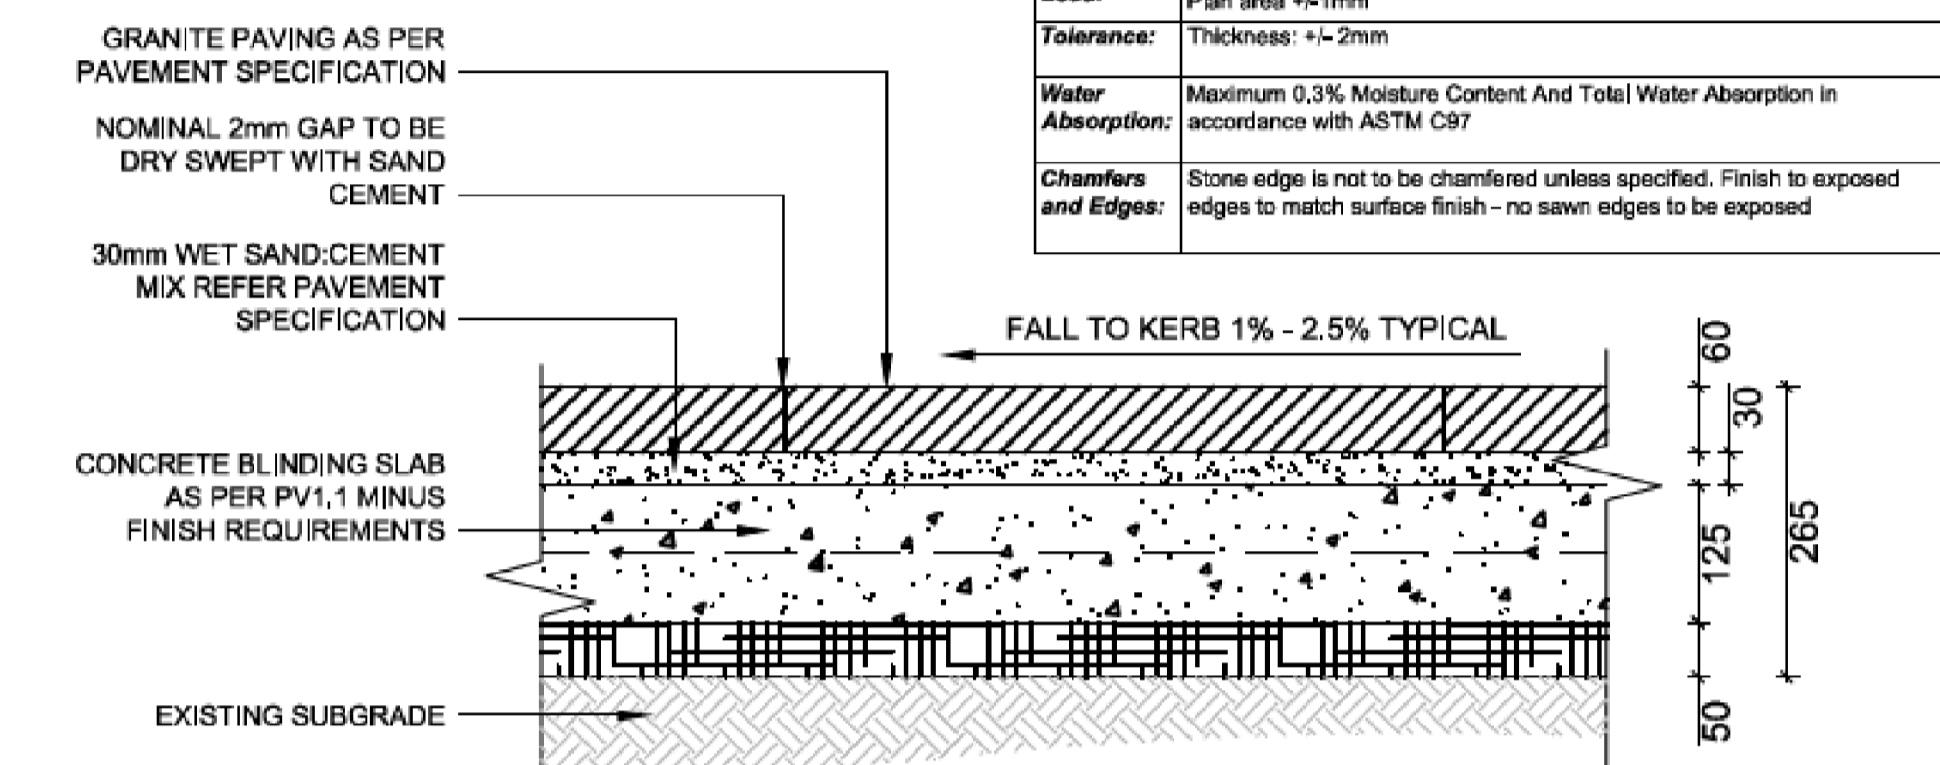 GRANITE PAVING AS PER
PAVEMENT SPECIFICATION
NOMINAL 2mm GAP TO BE
DRY SWEPT WITH SAND
CEMENT
30mm WET SAND:CEMENT
MIX REFER PAVEMENT
SPECIFICATION
CONCRETE BLINDING SLAB
AS PER PV1.1 MINUS
FINISH REQUIREMENTS
EXISTING SUBGRADE
Plan area +/-1mm
Tolerance: Thickness: +/- 2mm
Water Maximum 0.3% Moisture Content And Total Water Absorption in
Absorption: accordance with ASTM C97
Chamfers Stone edge is not to be chamfered unless specified. Finish to exposed
and Edges: edges to match surface finish - no sawn edges to be exposed
FALL TO KERB 1% - 2.5% TYPICAL
60
30
125
265
50